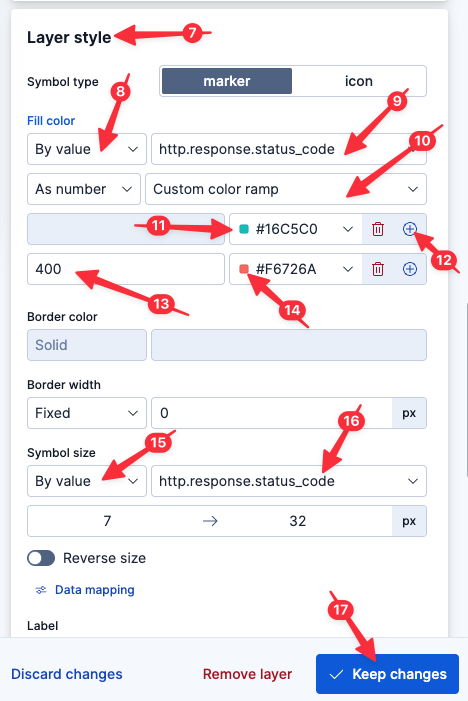 Layer style 7
Symbol type marker icon
8 9
Fill color
10
By value http.response.status_code
As number Custom color ramp
11 #16C5C0
12
400 #F6726A
13 14
Border color
Solid
Border width
Fixed 0 px
16
15
Symbol size
By value http.response.status_code
7 → 32 px
Reverse size
Data mapping
17
Label
Discard changes Remove layer Keep changes